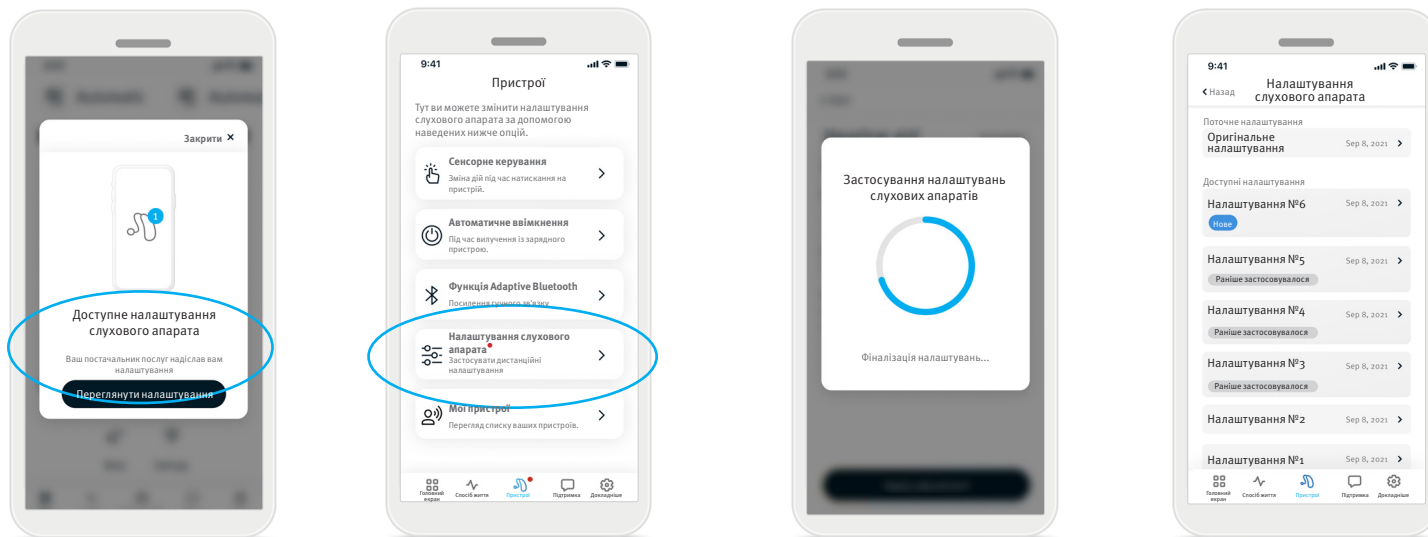 Закрити ×
1
Доступне налаштування
слухового апарата
Ваш постачальник послуг надіслав вам
налаштування
Переглянути налаштування
9:41
Пристрої
Тут ви можете змінити налаштування
слухового апарата за допомогою
наведених нижче опцій.
Сенсорне керування
Зміна дій під час натискання на
пристрій.
Автоматичне ввімкнення
Під час вилучення із зарядного
пристрою.
Функція Adaptive Bluetooth
Посилення гучного зв'язку
Налаштування слухового
апарата
Застосувати дистанційні
налаштування
Мої пристрої
Перегляд списку ваших пристроїв.
Головний
екран
Спосіб життя
Пристрої
Підтримка
Докладніше
Застосування налаштувань
слухових апаратів
Фіналізація налаштувань...
9:41
Назад
Налаштування
слухового апарата
Поточне налаштування
Оригінальне
налаштування
Sep 8, 2021
Доступні налаштування
Налаштування №6 Sep 8, 2021
Нове
Налаштування №5 Sep 8, 2021
Раніше застосовувалося
Налаштування №4 Sep 8, 2021
Раніше застосовувалося
Налаштування №3 Sep 8, 2021
Раніше застосовувалося
Налаштування №2 Sep 8, 2021
Налаштування №1 Sep 8, 2021
Головний
екран
Спосіб життя
Пристрої
Підтримка
Докладніше